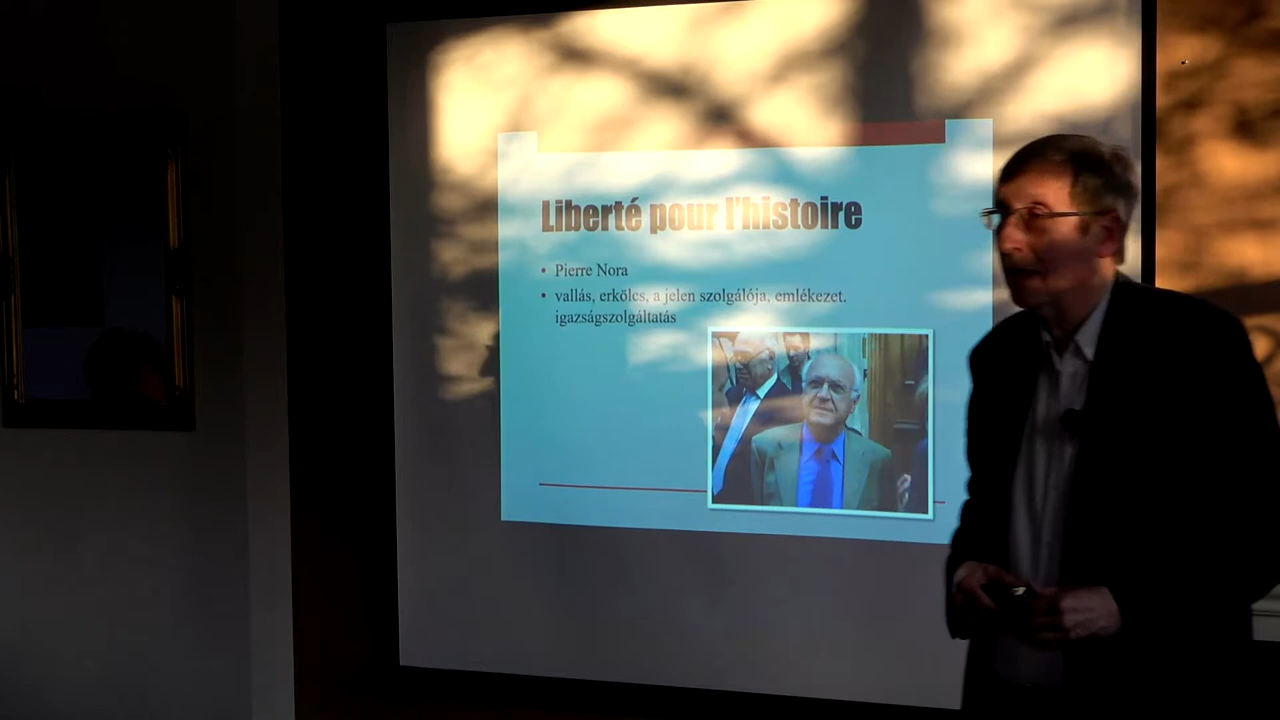 Liberté pour l'histoire
• Pierre Nora
• vallás, erkölcs, a jelen szolgálója, emlékezet.
igazságszolgáltatás